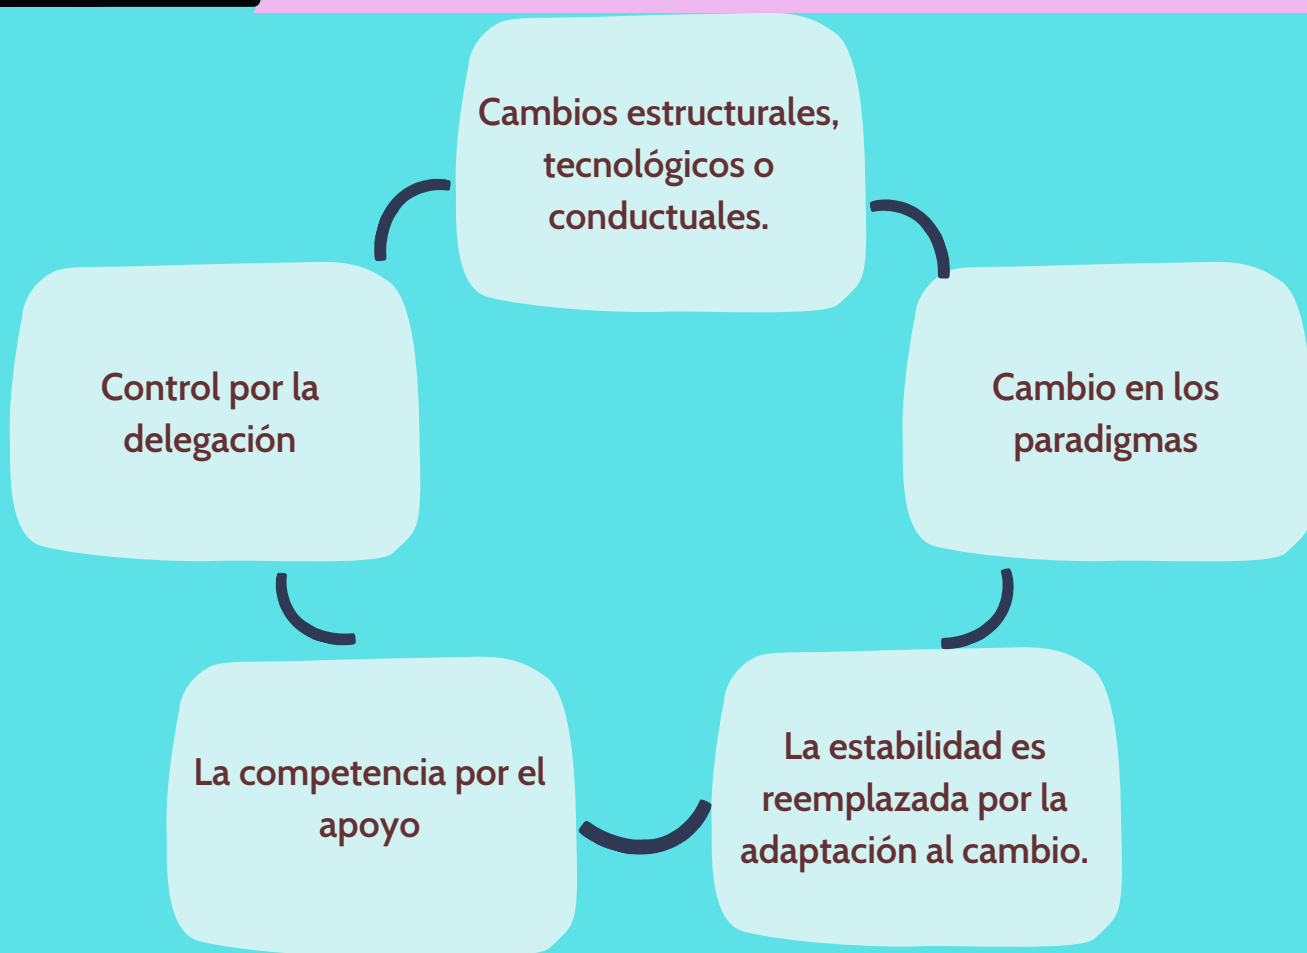 Cambios estructurales,
tecnológicos o
conductuales.
Control por la
delegación
Cambio en los
paradigmas
La competencia por el
apoyo
La estabilidad es
reemplazada por la
adaptación al cambio.